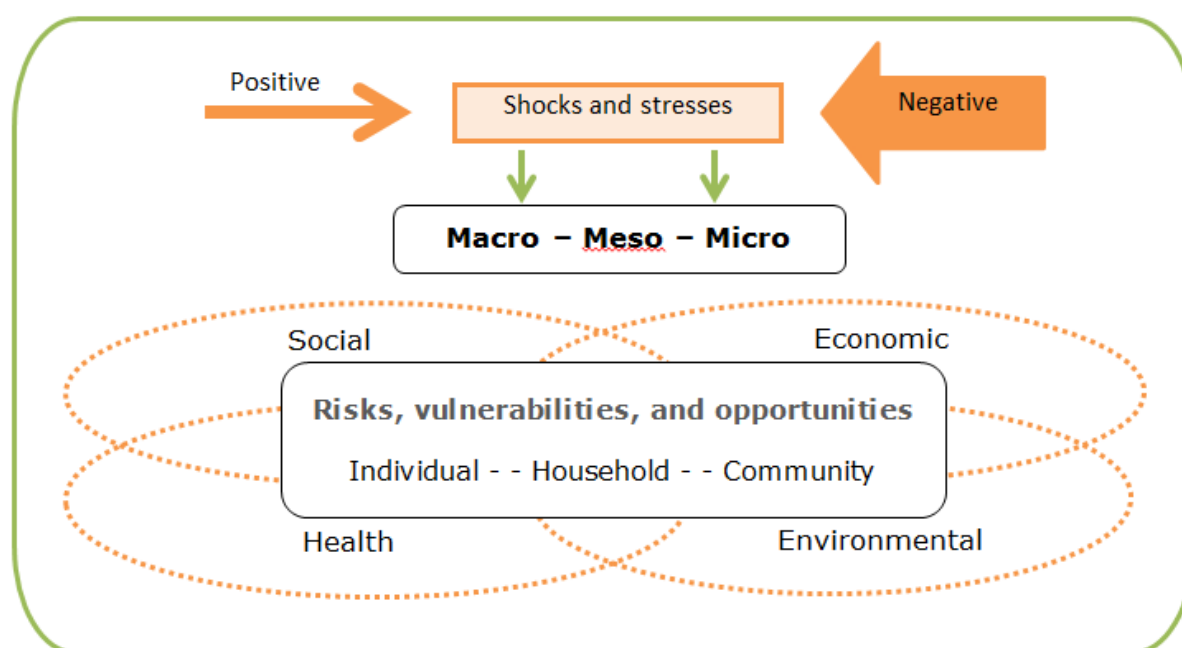 Positive
Shocks and stresses
Negative
Macro – Meso – Micro
Social
Economic
Risks, vulnerabilities, and opportunities
Individual - - Household - - Community
Health
Environmental